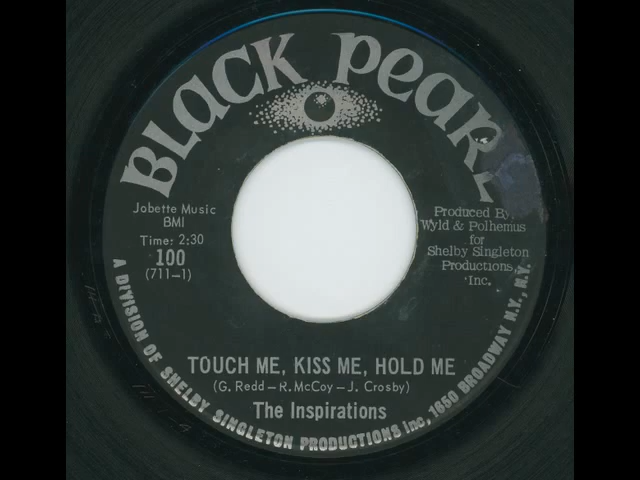 BLACK PEARL
Jobette Music
BMI
Time: 2:30
100
(711-1)
Produced By:
Wyld & Polhemus
for
Shelby Singleton
Productions,
Inc.
TOUCH ME, KISS ME, HOLD ME
(G. Redd-R. McCoy-J. Crosby)
The Inspirations
A DIVISION OF SHELBY SINGLETON PRODUCTIONS inc, 1650 BROADWAY N.Y., N.Y.